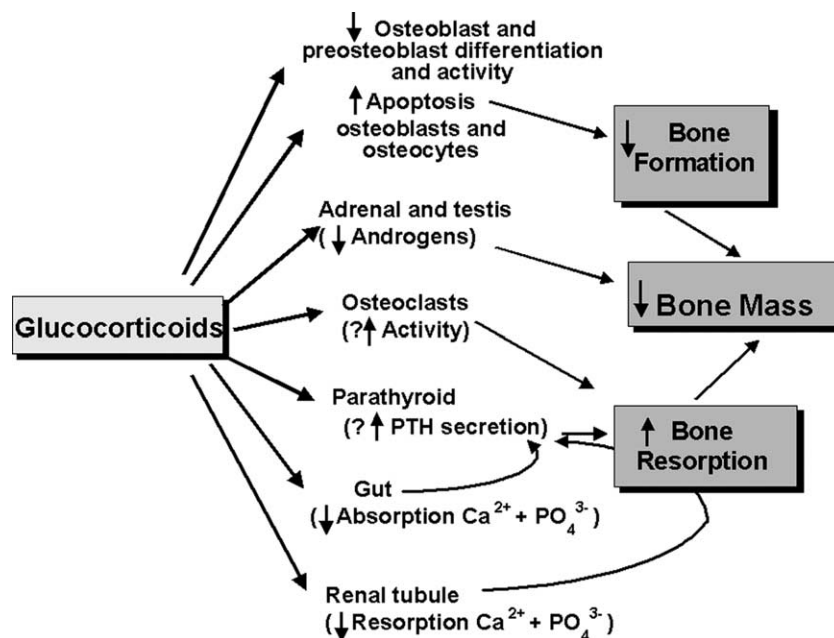 ↓ Osteoblast and
preosteoblast differentiation
and activity
↑ Apoptosis
osteoblasts and
osteocytes
↓ Bone
Formation
Adrenal and testis
(↓ Androgens)
↓ Bone Mass
Glucocorticoids
Osteoclasts
(?↑ Activity)
Parathyroid
(? ↑ PTH secretion)
↑ Bone
Resorption
Gut
(↓ Absorption Ca²⁺ + PO₄³⁻)
Renal tubule
(↓ Resorption Ca²⁺ + PO₄³⁻)